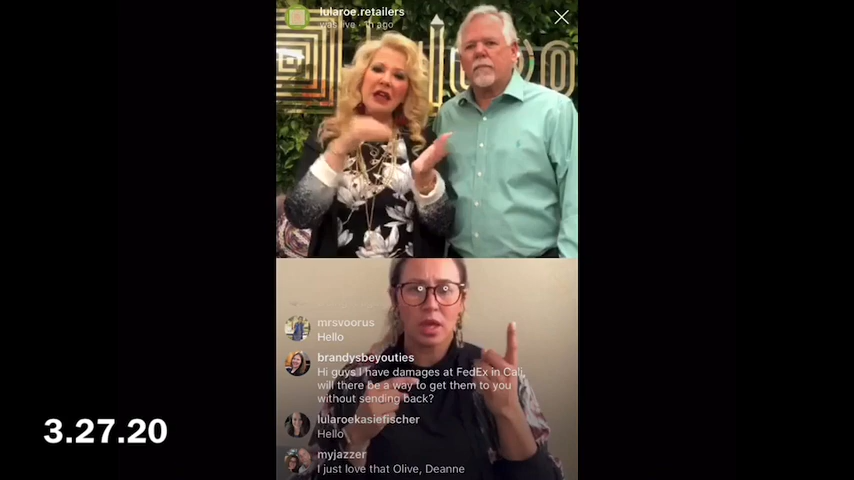 lularoe.retailers
was live · 1h ago
mrsvoorus
Hello
brandysbeyouties
Hi guys I have damages at FedEx in Cali,
will there be a way to get them to you
without sending back?
lularoekasiefischer
Hello
myjazzer
I just love that Olive, Deanne
3.27.20